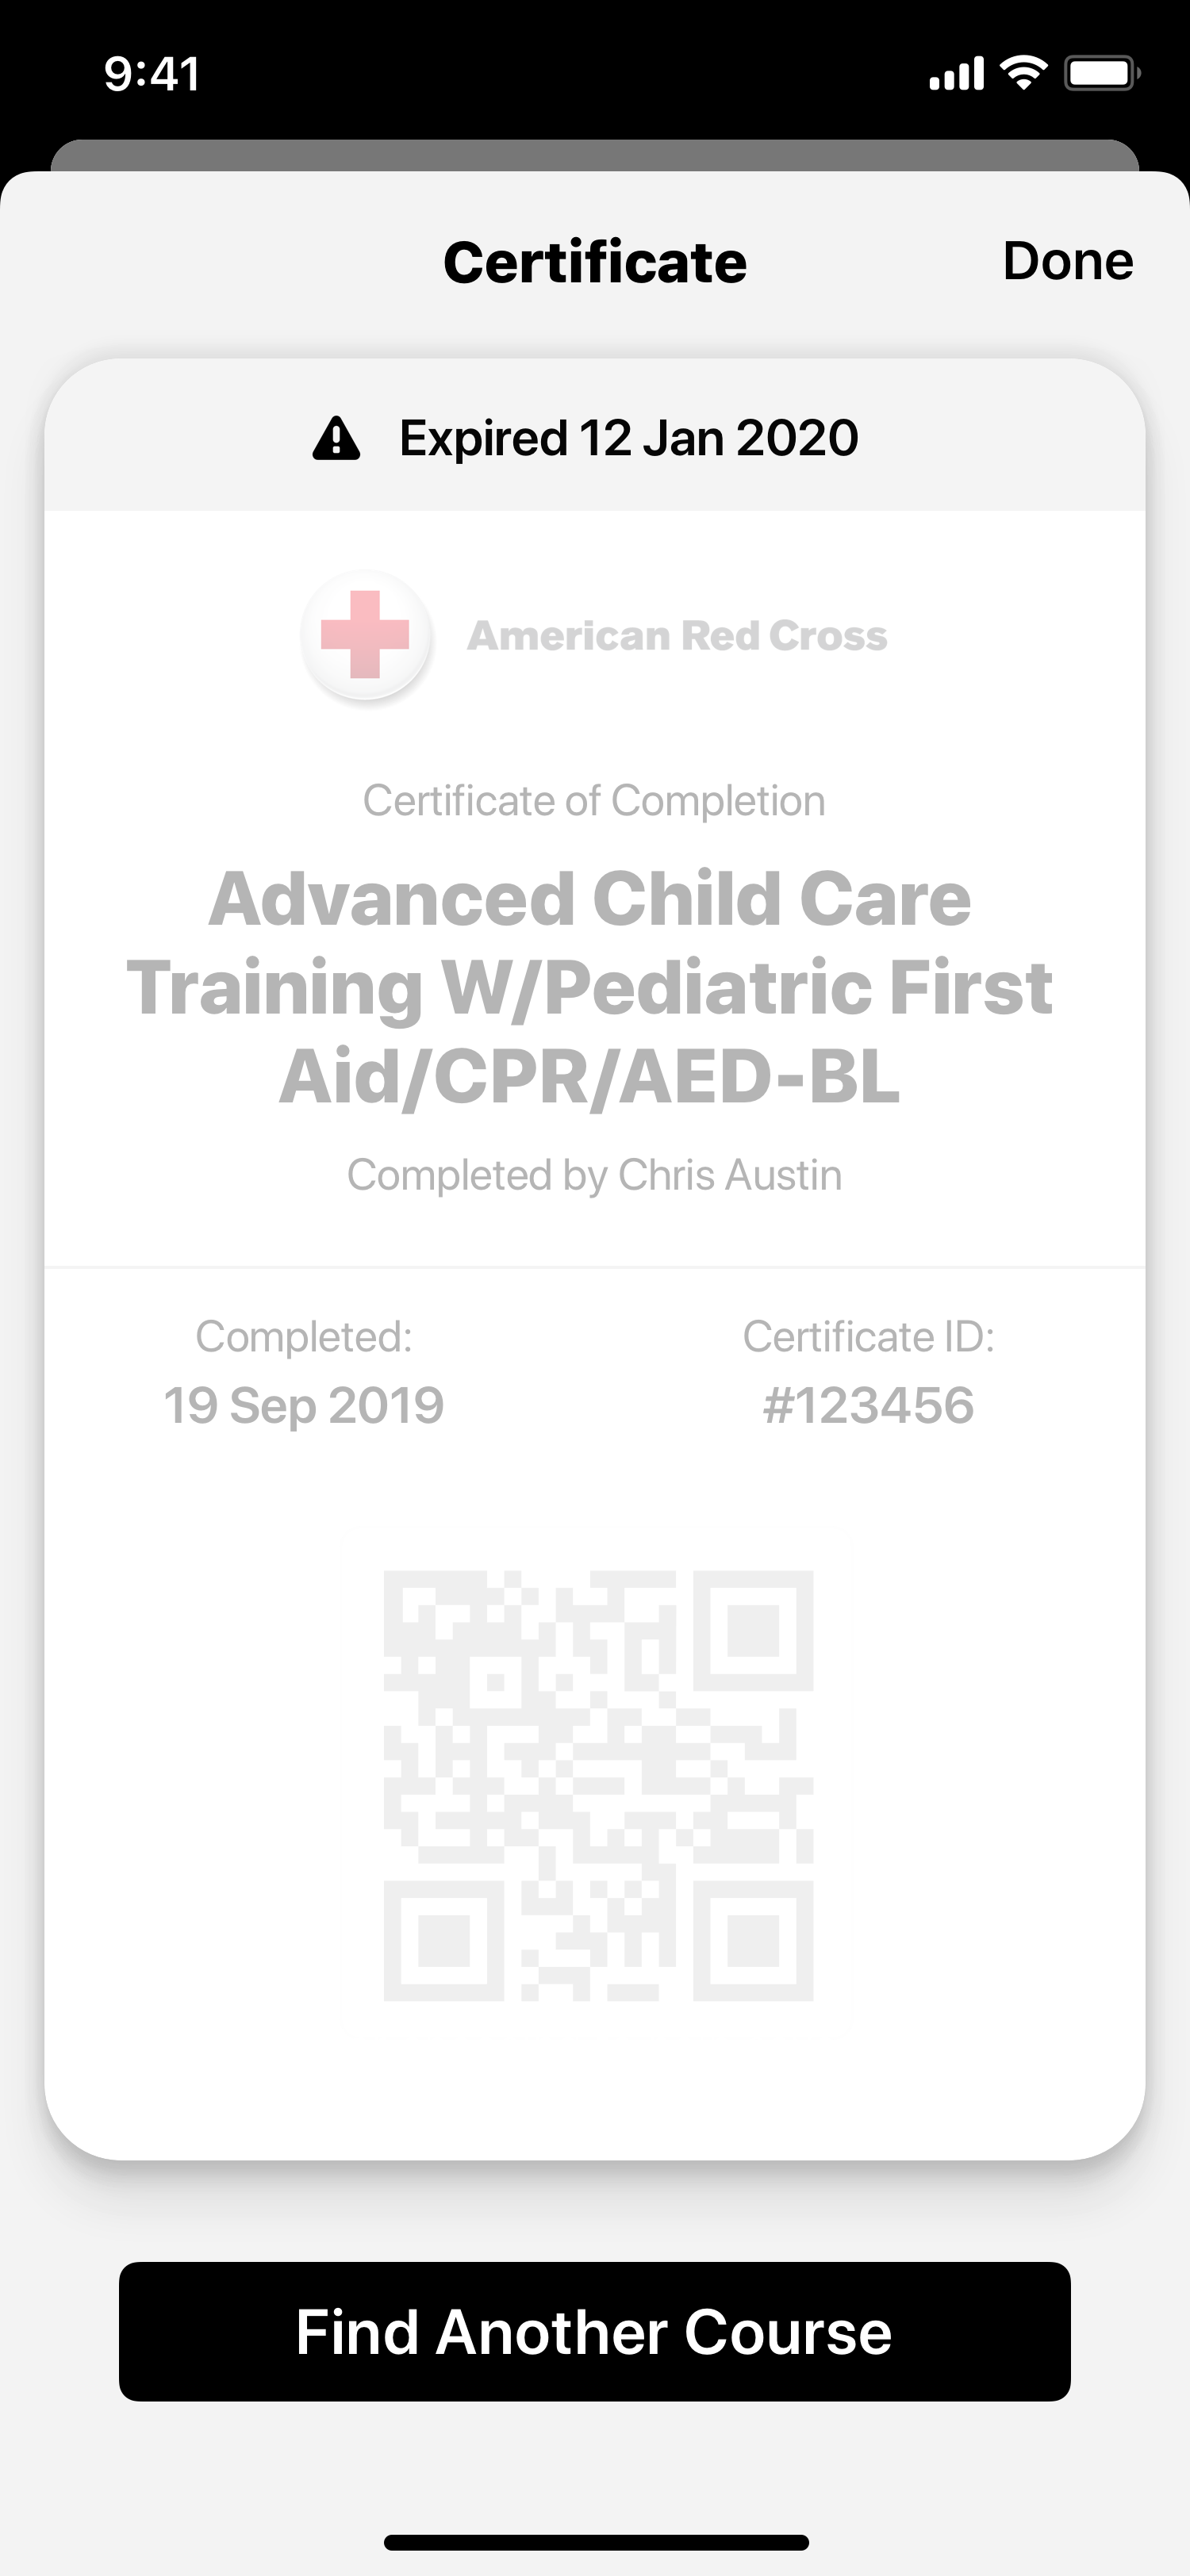 9:41
Certificate
Done
Expired 12 Jan 2020
American Red Cross
Certificate of Completion
Advanced Child Care
Training W/Pediatric First
Aid/CPR/AED-BL
Completed by Chris Austin
Completed:
19 Sep 2019
Certificate ID:
#123456
Find Another Course